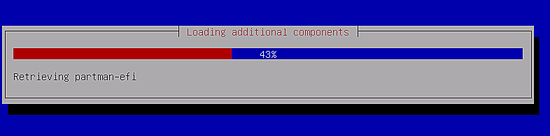 Loading additional components
43%
Retrieving partman-efi